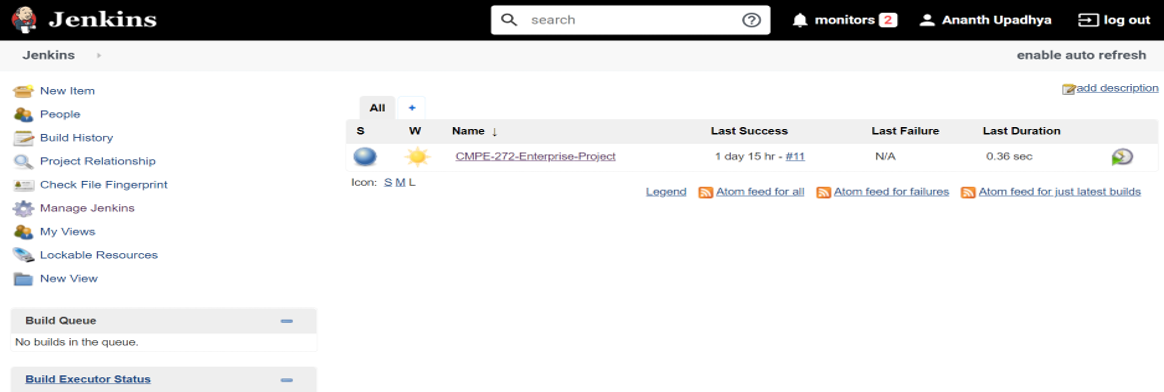 Jenkins search monitors 2 Ananth Upadhya log out
Jenkins enable auto refresh
add description
New Item
People
Build History
Project Relationship
Check File Fingerprint
Manage Jenkins
My Views
Lockable Resources
New View
Build Queue
No builds in the queue.
Build Executor Status
All +
S W Name ↓ Last Success Last Failure Last Duration
CMPE-272-Enterprise-Project 1 day 15 hr - #11 N/A 0.36 sec
Icon: S M L
Legend Atom feed for all Atom feed for failures Atom feed for just latest builds